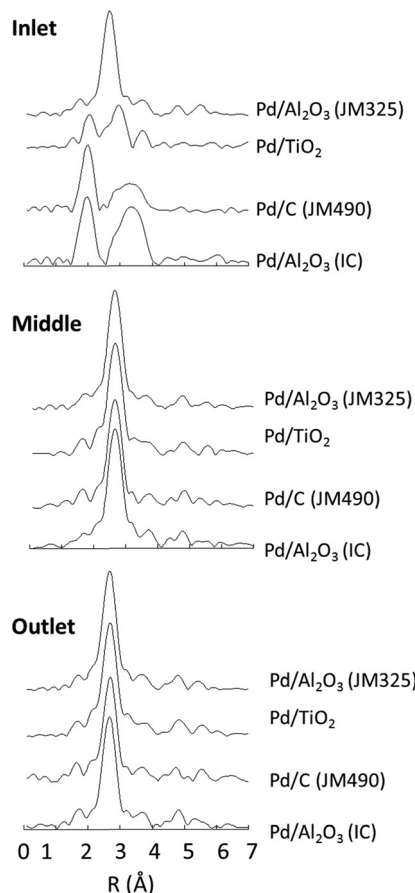 Inlet
Pd/Al₂O₃ (JM325)
Pd/TiO₂
Pd/C (JM490)
Pd/Al₂O₃ (IC)
Middle
Pd/Al₂O₃ (JM325)
Pd/TiO₂
Pd/C (JM490)
Pd/Al₂O₃ (IC)
Outlet
Pd/Al₂O₃ (JM325)
Pd/TiO₂
Pd/C (JM490)
Pd/Al₂O₃ (IC)
0 1 2 3 4 5 6 7
R (Å)